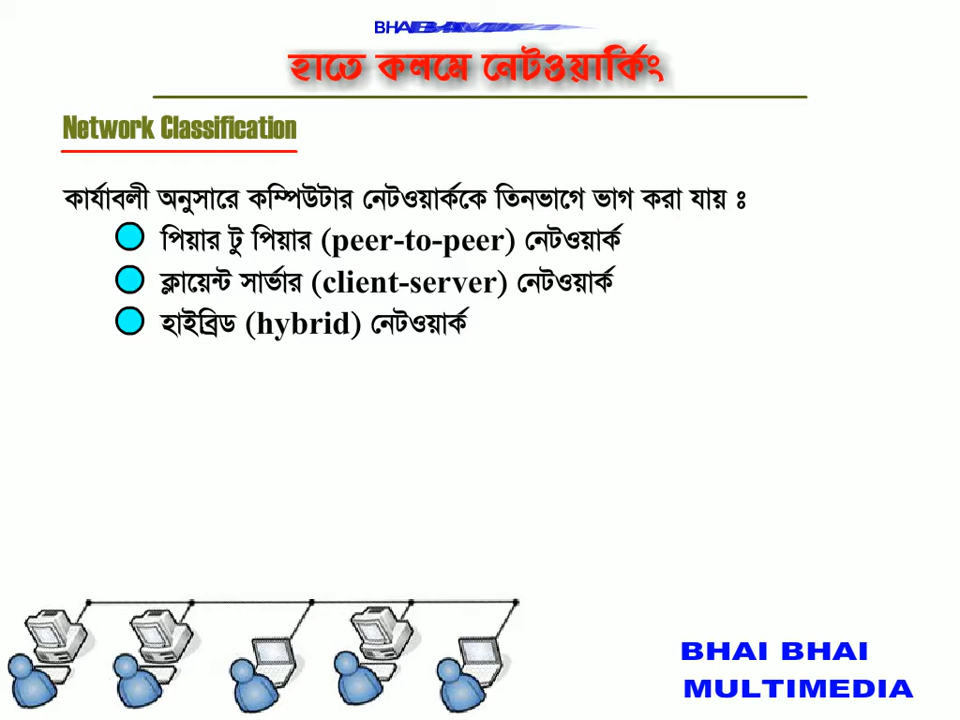 হাতে কলমে নেটওয়ার্কিং
Network Classification
কার্যাবলী অনুসারে কম্পিউটার নেটওয়ার্ককে তিনভাগে ভাগ করা যায় ঃ
পিয়ার টু পিয়ার (peer-to-peer) নেটওয়ার্ক
ক্লায়েন্ট সার্ভার (client-server) নেটওয়ার্ক
হাইব্রিড (hybrid) নেটওয়ার্ক
BHAI BHAI
MULTIMEDIA